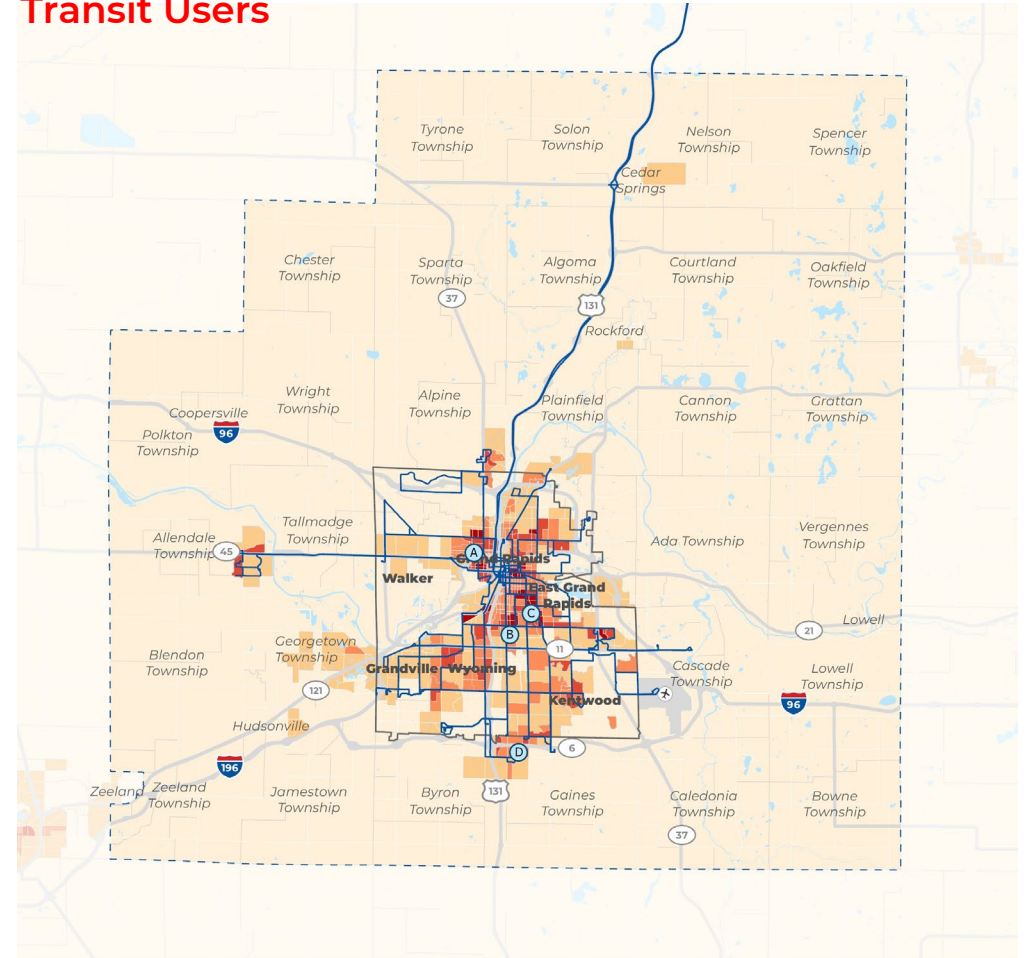 Transit Users
Tyrone
Township
Solon
Township
Nelson
Township
Spencer
Township
Cedar
Springs
Chester
Township
Sparta
Township
Algoma
Township
Courtland
Township
Oakfield
Township
37
131
Rockford
Wright
Township
Alpine
Township
Plainfield
Township
Cannon
Township
Grattan
Township
Coopersville
96
Polkton
Township
Tallmadge
Township
Allendale
Township
45
A
Grand Rapids
Ada Township
Vergennes
Township
Walker
East Grand
Rapids
C
B
21
Lowell
11
Georgetown
Township
Blendon
Township
Grandville
Wyoming
Cascade
Township
Lowell
Township
121
Kentwood
96
Hudsonville
6
D
196
Zeeland
Zeeland
Township
Jamestown
Township
Byron
Township
131
Gaines
Township
Caledonia
Township
Bowne
Township
37